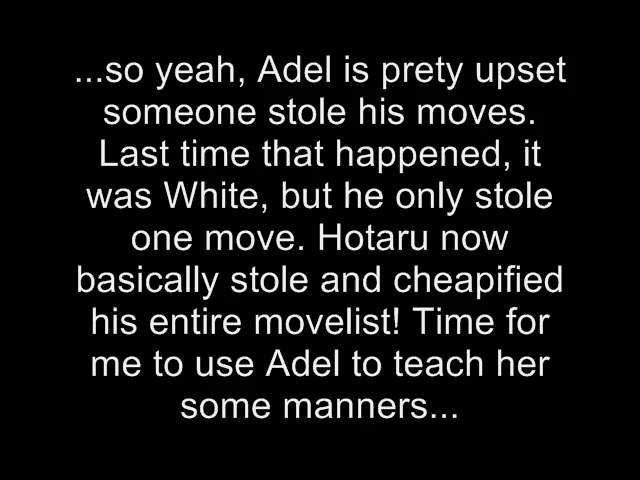 ...so yeah, Adel is prety upset
someone stole his moves.
Last time that happened, it
was White, but he only stole
one move. Hotaru now
basically stole and cheapified
his entire movelist! Time for
me to use Adel to teach her
some manners...